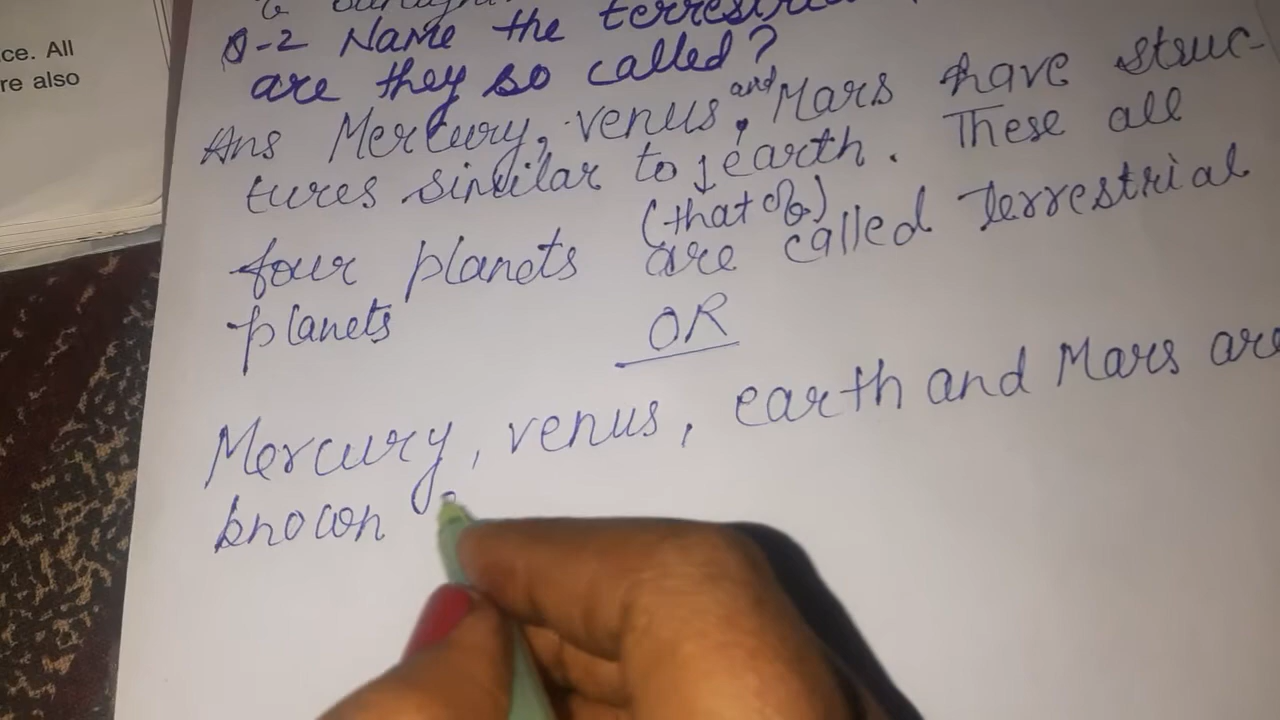 ce. All
re also
Q-2 Name the terrestrial
are they so called?
Ans Mercury, venus, and Mars have struc-
tures similar to earth. These all
(that of)
four planets are called Terrestrial
planets
OR
Mercury, venus, earth and Mars are
known